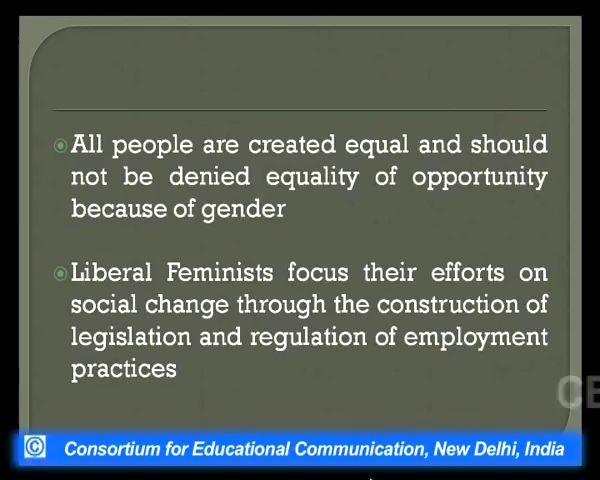 All people are created equal and should
not be denied equality of opportunity
because of gender
Liberal Feminists focus their efforts on
social change through the construction of
legislation and regulation of employment
practices
CE
© Consortium for Educational Communication, New Delhi, India